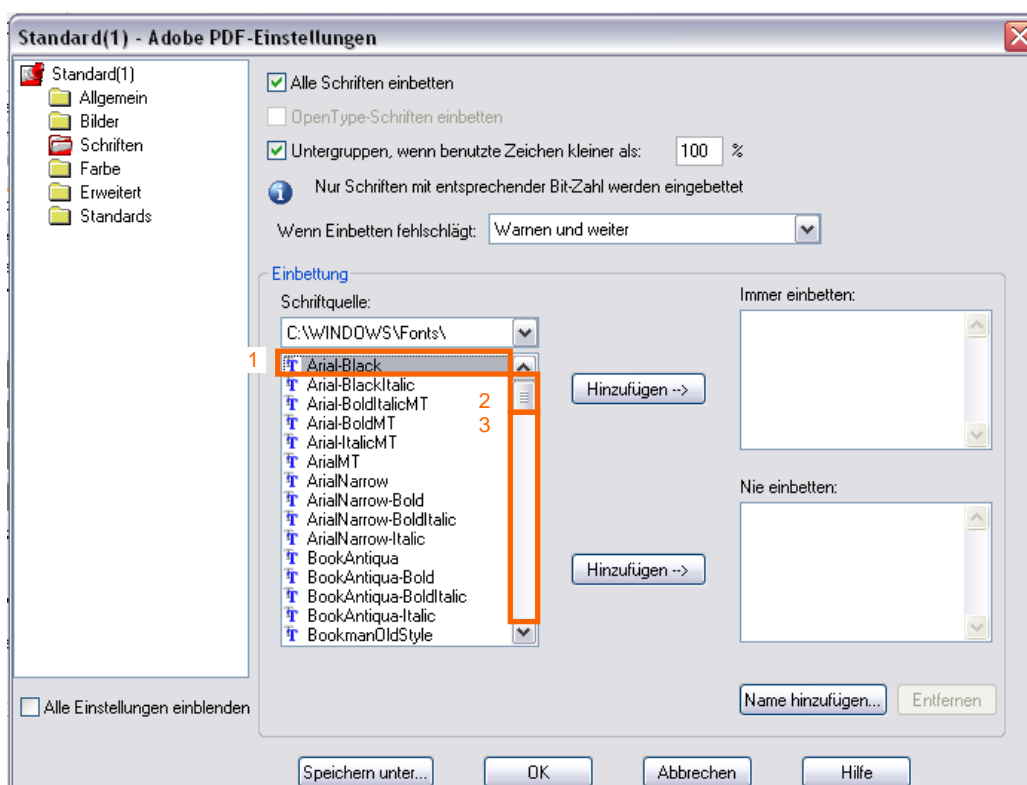 Standard(1) - Adobe PDF-Einstellungen
Standard(1)
Allgemein
Bilder
Schriften
Farbe
Erweitert
Standards
Alle Einstellungen einblenden
Alle Schriften einbetten
OpenType-Schriften einbetten
Untergruppen, wenn benutzte Zeichen kleiner als: 100 %
Nur Schriften mit entsprechender Bit-Zahl werden eingebettet
Wenn Einbetten fehlschlägt: Warnen und weiter
Einbettung
Schriftquelle:
C:\WINDOWS\Fonts\
1
Arial-Black
Arial-BlackItalic
Arial-BoldItalicMT
Arial-BoldMT
Arial-ItalicMT
ArialMT
ArialNarrow
ArialNarrow-Bold
ArialNarrow-BoldItalic
ArialNarrow-Italic
BookAntiqua
BookAntiqua-Bold
BookAntiqua-BoldItalic
BookAntiqua-Italic
BookmanOldStyle
2
3
Hinzufügen -->
Hinzufügen -->
Immer einbetten:
Nie einbetten:
Name hinzufügen...
Entfernen
Speichern unter...
OK
Abbrechen
Hilfe